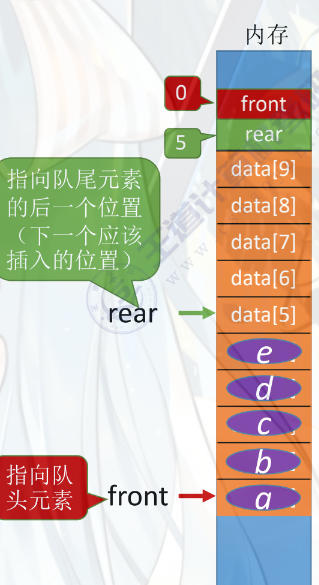 内存
0
front
5
rear
指向队尾元素
的后一个位置
（下一个应该
插入的位置）
data[9]
data[8]
data[7]
data[6]
rear
data[5]
e
d
c
b
指向队
头元素
front
a